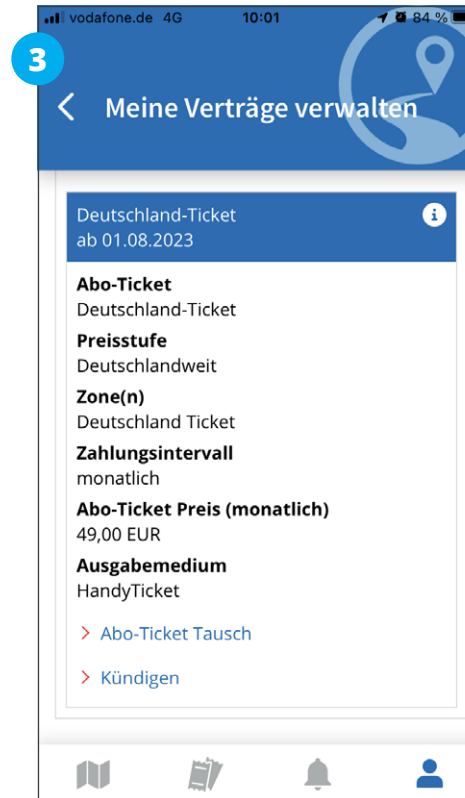 vodafone.de 4G 10:01 84 %
3
Meine Verträge verwalten
Deutschland-Ticket
ab 01.08.2023
Abo-Ticket
Deutschland-Ticket
Preisstufe
Deutschlandweit
Zone(n)
Deutschland Ticket
Zahlungsintervall
monatlich
Abo-Ticket Preis (monatlich)
49,00 EUR
Ausgabemedium
HandyTicket
Abo-Ticket Tausch
Kündigen